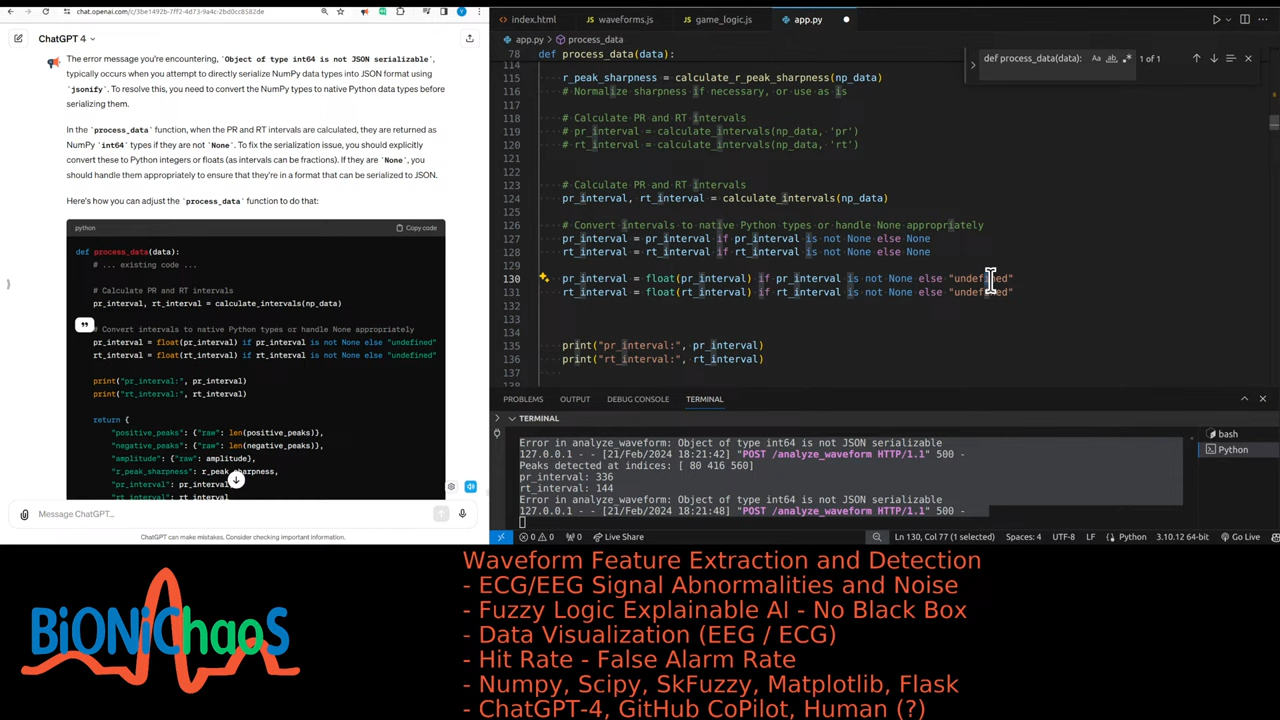 chat.openai.com/c/3be1492b-7ff2-4d73-9a4c-2bd0cc8582de
ChatGPT 4
The error message you're encountering, `Object of type int64 is not JSON serializable`,
typically occurs when you attempt to directly serialize NumPy data types into JSON format using
`jsonify`. To resolve this, you need to convert the NumPy types to native Python data types before
serializing them.
In the `process_data` function, when the PR and RT intervals are calculated, they are returned as
NumPy `int64` types if they are not `None`. To fix the serialization issue, you should explicitly
convert these to Python integers or floats (as intervals can be fractions). If they are `None`, you
should handle them appropriately to ensure that they're in a format that can be serialized to JSON.
Here's how you can adjust the `process_data` function to do that:
python
Copy code
def process_data(data):
# ... existing code ...
# Calculate PR and RT intervals
pr_interval, rt_interval = calculate_intervals(np_data)
# Convert intervals to native Python types or handle None appropriately
pr_interval = float(pr_interval) if pr_interval is not None else "undefined"
rt_interval = float(rt_interval) if rt_interval is not None else "undefined"
print("pr_interval:", pr_interval)
print("rt_interval:", rt_interval)
return {
"positive_peaks": {"raw": len(positive_peaks)},
"negative_peaks": {"raw": len(negative_peaks)},
"amplitude": {"raw": amplitude},
"r_peak_sharpness": r_peak_sharpness,
"pr_interval": pr_interval
"rt_interval": rt_interval
Message ChatGPT...
ChatGPT can make mistakes. Consider checking important information.
index.html
waveforms.js
game_logic.js
app.py
app.py > process_data
78 def process_data(data):
def process_data(data):
Aa ab .*
1 of 1
115 r_peak_sharpness = calculate_r_peak_sharpness(np_data)
116 # Normalize sharpness if necessary, or use as is
117
118 # Calculate PR and RT intervals
119 # pr_interval = calculate_intervals(np_data, 'pr')
120 # rt_interval = calculate_intervals(np_data, 'rt')
121
122
123 # Calculate PR and RT intervals
124 pr_interval, rt_interval = calculate_intervals(np_data)
125
126 # Convert intervals to native Python types or handle None appropriately
127 pr_interval = pr_interval if pr_interval is not None else None
128 rt_interval = rt_interval if rt_interval is not None else None
129
130 pr_interval = float(pr_interval) if pr_interval is not None else "undefined"
131 rt_interval = float(rt_interval) if rt_interval is not None else "undefined"
132
133
134
135 print("pr_interval:", pr_interval)
136 print("rt_interval:", rt_interval)
137
138
PROBLEMS
OUTPUT
DEBUG CONSOLE
TERMINAL
TERMINAL
Error in analyze_waveform: Object of type int64 is not JSON serializable
127.0.0.1 - - [21/Feb/2024 18:21:42] "POST /analyze_waveform HTTP/1.1" 500 -
Peaks detected at indices: [ 80 416 560]
pr_interval: 336
rt_interval: 144
Error in analyze_waveform: Object of type int64 is not JSON serializable
127.0.0.1 - - [21/Feb/2024 18:21:48] "POST /analyze_waveform HTTP/1.1" 500 -
bash
Python
0 0
0
Live Share
Ln 130, Col 77 (1 selected)
Spaces: 4
UTF-8
LF
Python
3.10.12 64-bit
Go Live
BiONiChaoS
Waveform Feature Extraction and Detection
- ECG/EEG Signal Abnormalities and Noise
- Fuzzy Logic Explainable AI - No Black Box
- Data Visualization (EEG / ECG)
- Hit Rate - False Alarm Rate
- Numpy, Scipy, SkFuzzy, Matplotlib, Flask
- ChatGPT-4, GitHub CoPilot, Human (?)